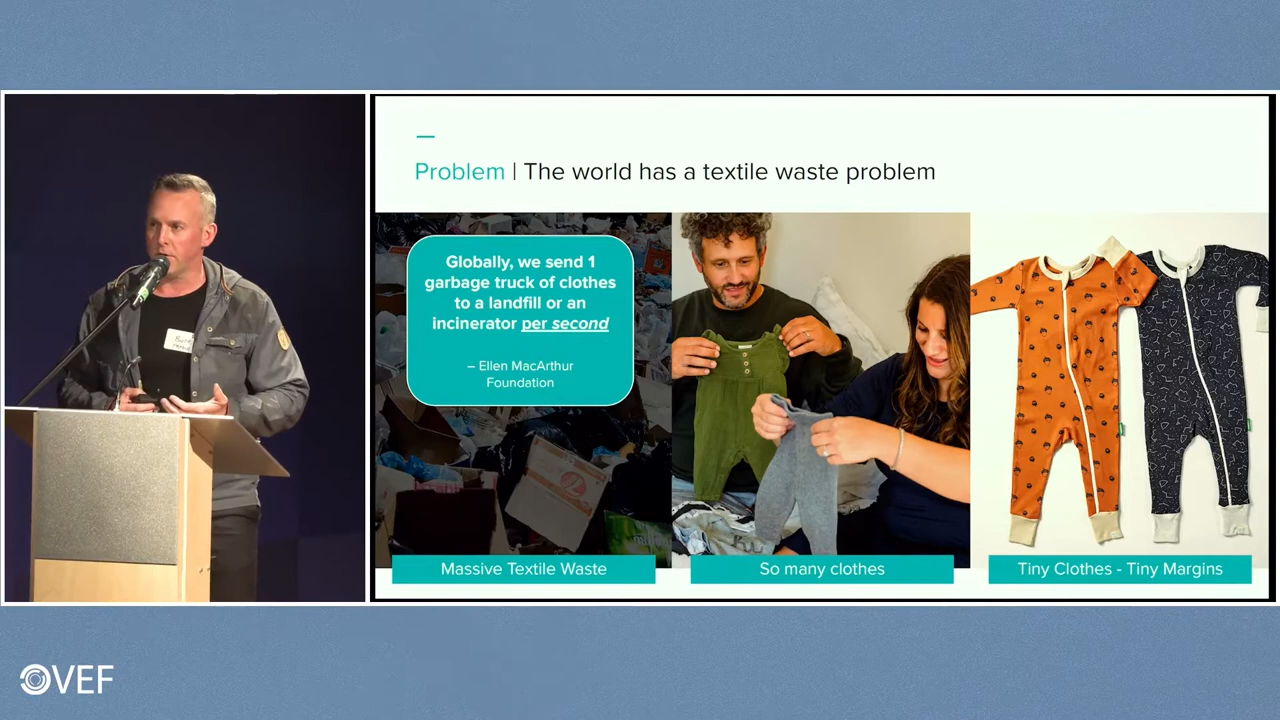 Problem | The world has a textile waste problem
Globally, we send 1
garbage truck of clothes
to a landfill or an
incinerator per second
– Ellen MacArthur
Foundation
Massive Textile Waste
So many clothes
Tiny Clothes - Tiny Margins
VEF